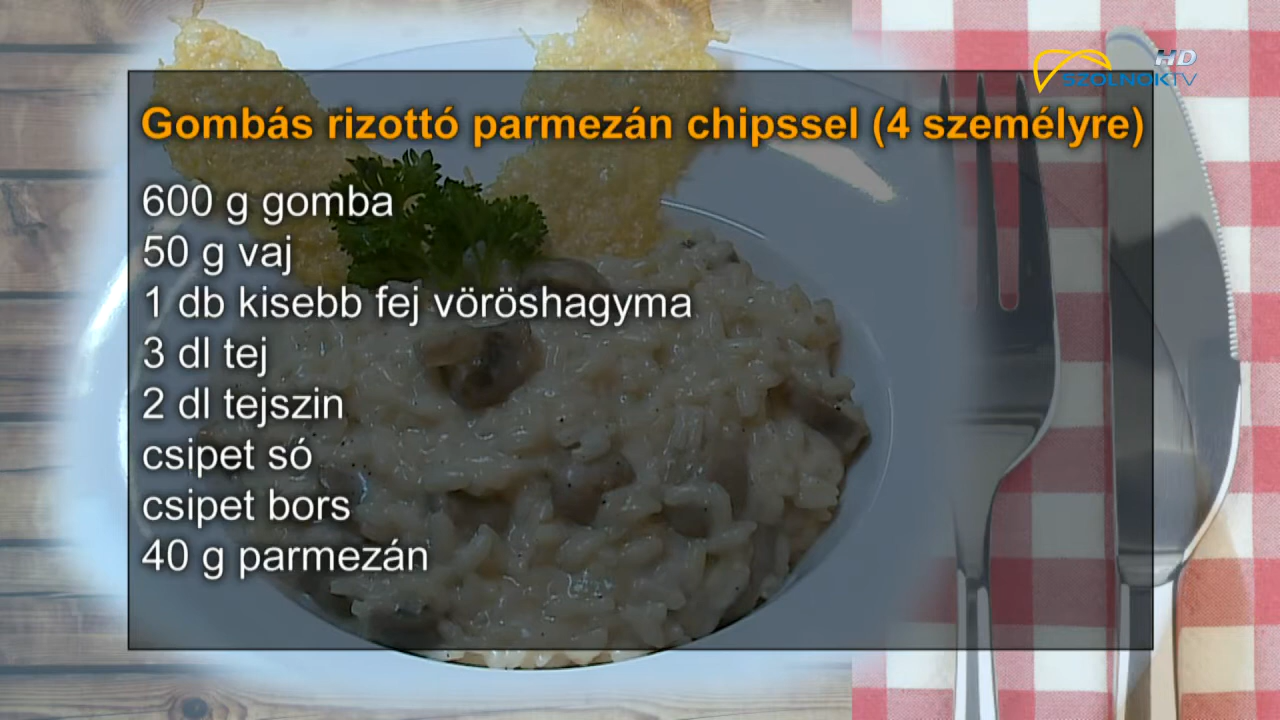 HD
SZOLNOKTV
Gombás rizottó parmezán chipssel (4 személyre)
600 g gomba
50 g vaj
1 db kisebb fej vöröshagyma
3 dl tej
2 dl tejszin
csipet só
csipet bors
40 g parmezán